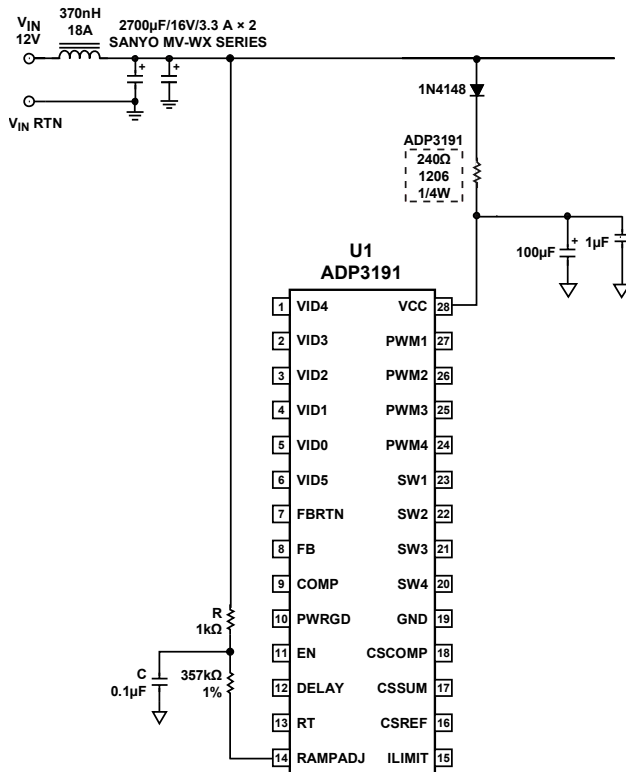 VIN
12V
370nH
18A
2700µF/16V/3.3 A × 2
SANYO MV-WX SERIES
+
+
VIN RTN
1N4148
ADP3191
240Ω
1206
1/4W
100µF
+
1µF
U1
ADP3191
1 VID4
2 VID3
3 VID2
4 VID1
5 VID0
6 VID5
7 FBRTN
8 FB
9 COMP
10 PWRGD
11 EN
12 DELAY
13 RT
14 RAMPADJ
VCC 28
PWM1 27
PWM2 26
PWM3 25
PWM4 24
SW1 23
SW2 22
SW3 21
SW4 20
GND 19
CSCOMP 18
CSSUM 17
CSREF 16
ILIMIT 15
R
1kΩ
C
0.1µF
357kΩ
1%